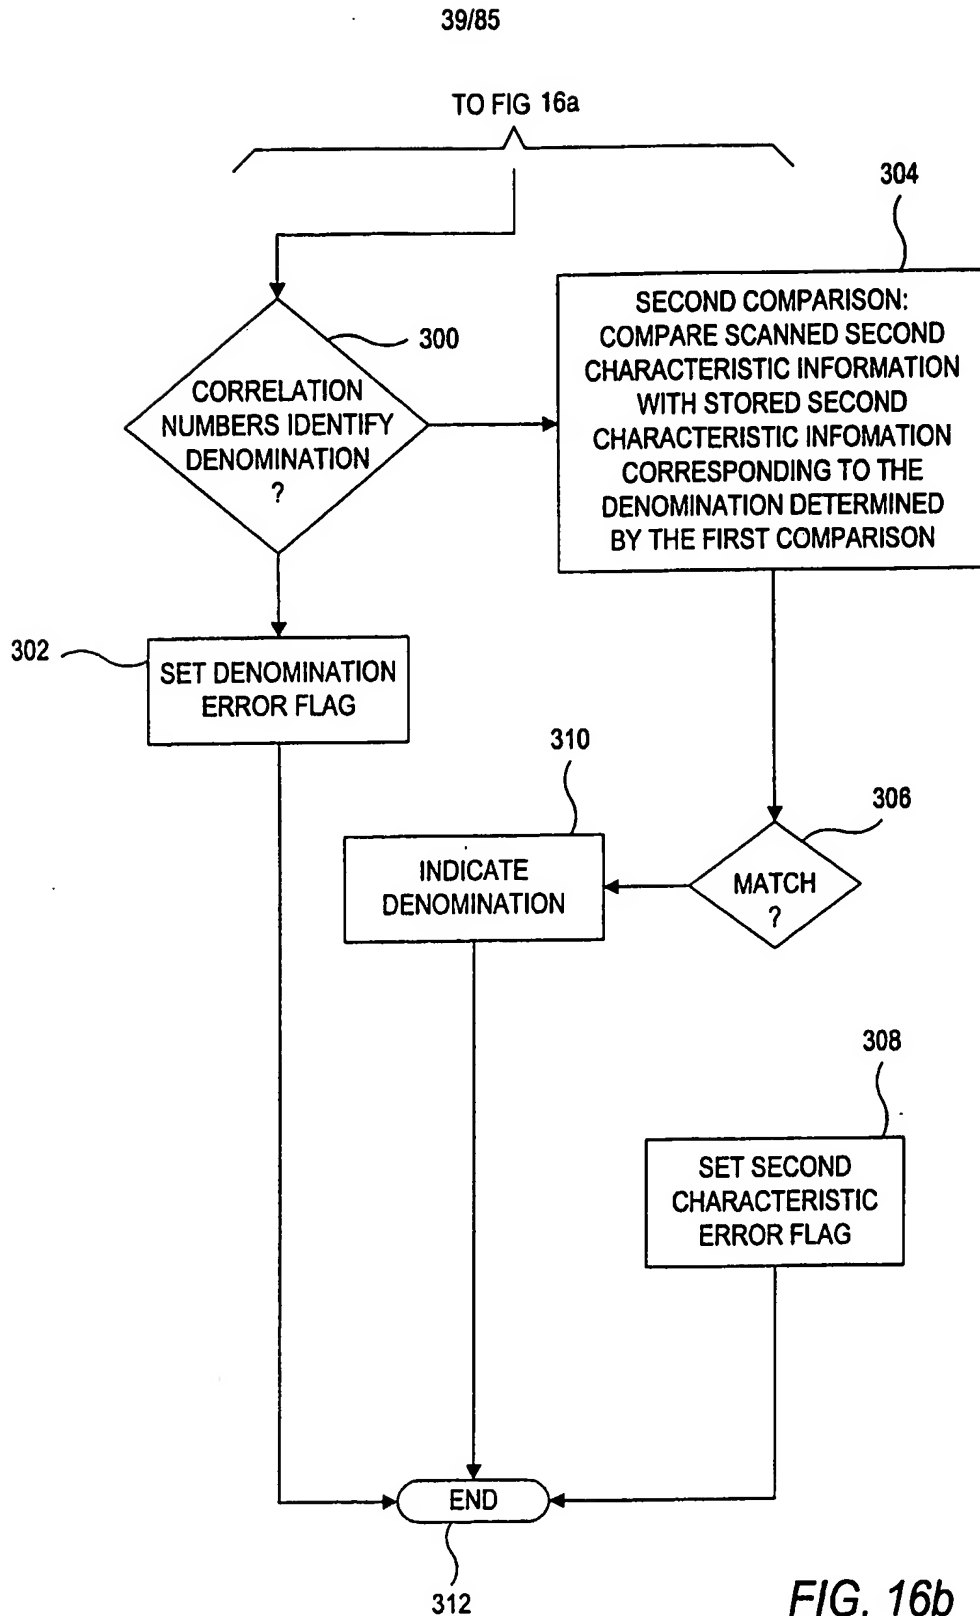 39/85
TO FIG 16a
304
SECOND COMPARISON:
COMPARE SCANNED SECOND
CHARACTERISTIC INFORMATION
WITH STORED SECOND
CHARACTERISTIC INFOMATION
CORRESPONDING TO THE
DENOMINATION DETERMINED
BY THE FIRST COMPARISON
300
CORRELATION
NUMBERS IDENTIFY
DENOMINATION
?
302
SET DENOMINATION
ERROR FLAG
310
INDICATE
DENOMINATION
306
MATCH
?
308
SET SECOND
CHARACTERISTIC
ERROR FLAG
END
312
FIG. 16b